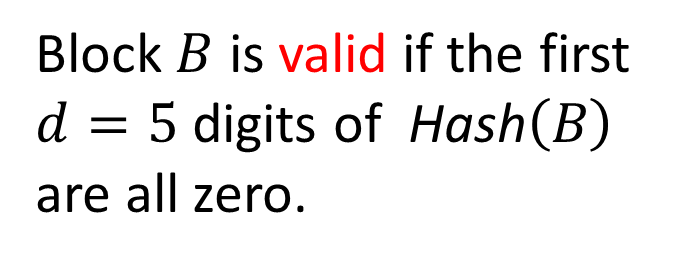 Block B is valid if the first
d = 5 digits of Hash(B)
are all zero.